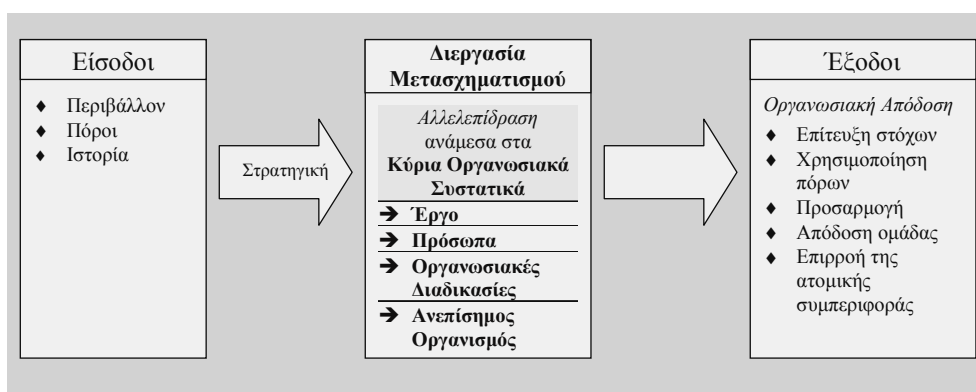 Είσοδοι
♦ Περιβάλλον
♦ Πόροι
♦ Ιστορία
Στρατηγική
Διεργασία
Μετασχηματισμού
Αλλελεπίδραση
ανάμεσα στα
Κύρια Οργανωσιακά
Συστατικά
➔ Έργο
➔ Πρόσωπα
➔ Οργανωσιακές
Διαδικασίες
➔ Ανεπίσημος
Οργανισμός
Έξοδοι
Οργανωσιακή Απόδοση
♦ Επίτευξη στόχων
♦ Χρησιμοποίηση
πόρων
♦ Προσαρμογή
♦ Απόδοση ομάδας
♦ Επιρροή της
ατομικής
συμπεριφοράς